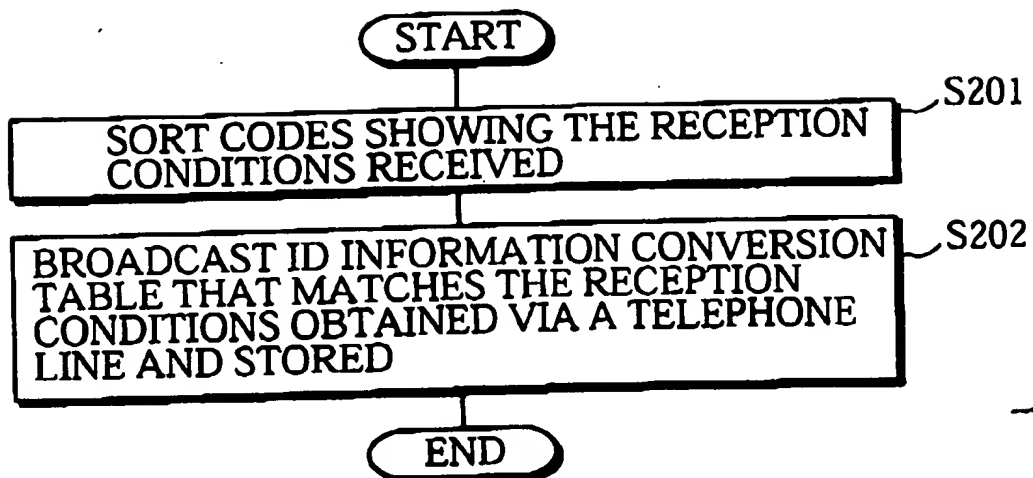 START
S201
SORT CODES SHOWING THE RECEPTION
CONDITIONS RECEIVED
S202
BROADCAST ID INFORMATION CONVERSION
TABLE THAT MATCHES THE RECEPTION
CONDITIONS OBTAINED VIA A TELEPHONE
LINE AND STORED
END